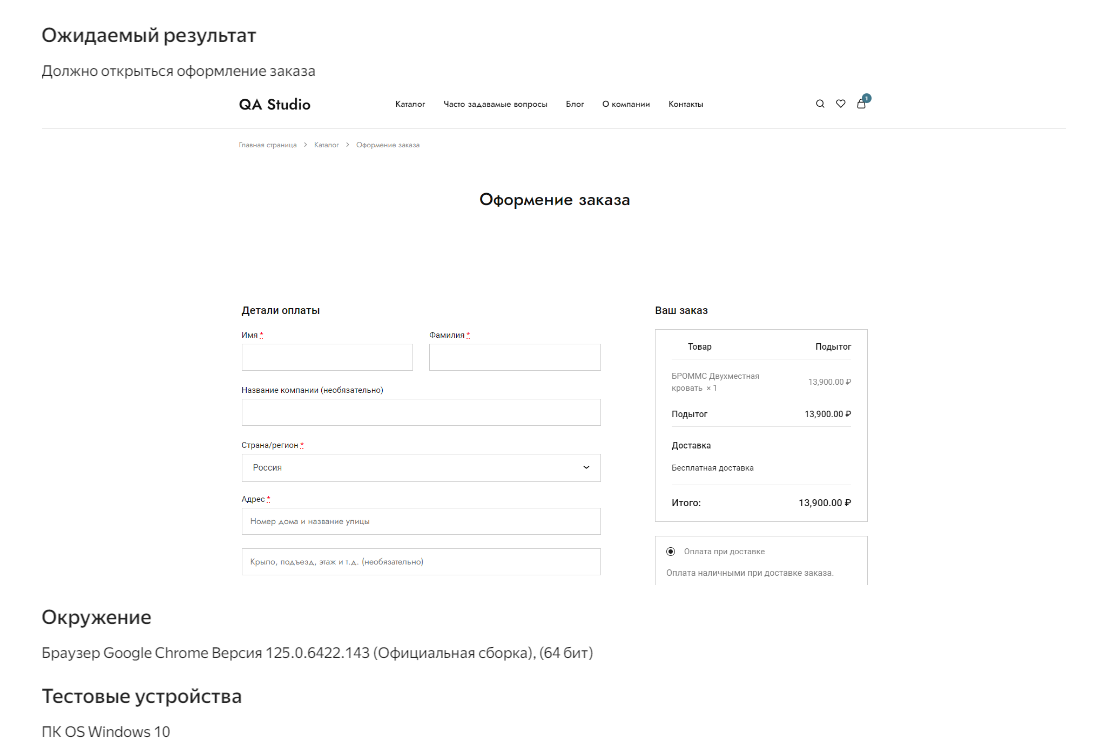 Ожидаемый результат
Должно открыться оформление заказа
QA Studio Каталог Часто задаваемые вопросы Блог О компании Контакты 1
Главная страница > Каталог > Оформление заказа
Оформение заказа
Детали оплаты
Ваш заказ
Имя *
Фамилия *
Товар Подытог
БРОММС Двухместная
кровать × 1
13,900.00 ₽
Название компании (необязательно)
Подытог 13,900.00 ₽
Страна/регион *
Доставка
Россия
Бесплатная доставка
Адрес *
Итого: 13,900.00 ₽
Номер дома и название улицы
Оплата при доставке
Крыло, подъезд, этаж и т.д. (необязательно)
Оплата наличными при доставке заказа.
Окружение
Браузер Google Chrome Версия 125.0.6422.143 (Официальная сборка), (64 бит)
Тестовые устройства
ПК OS Windows 10